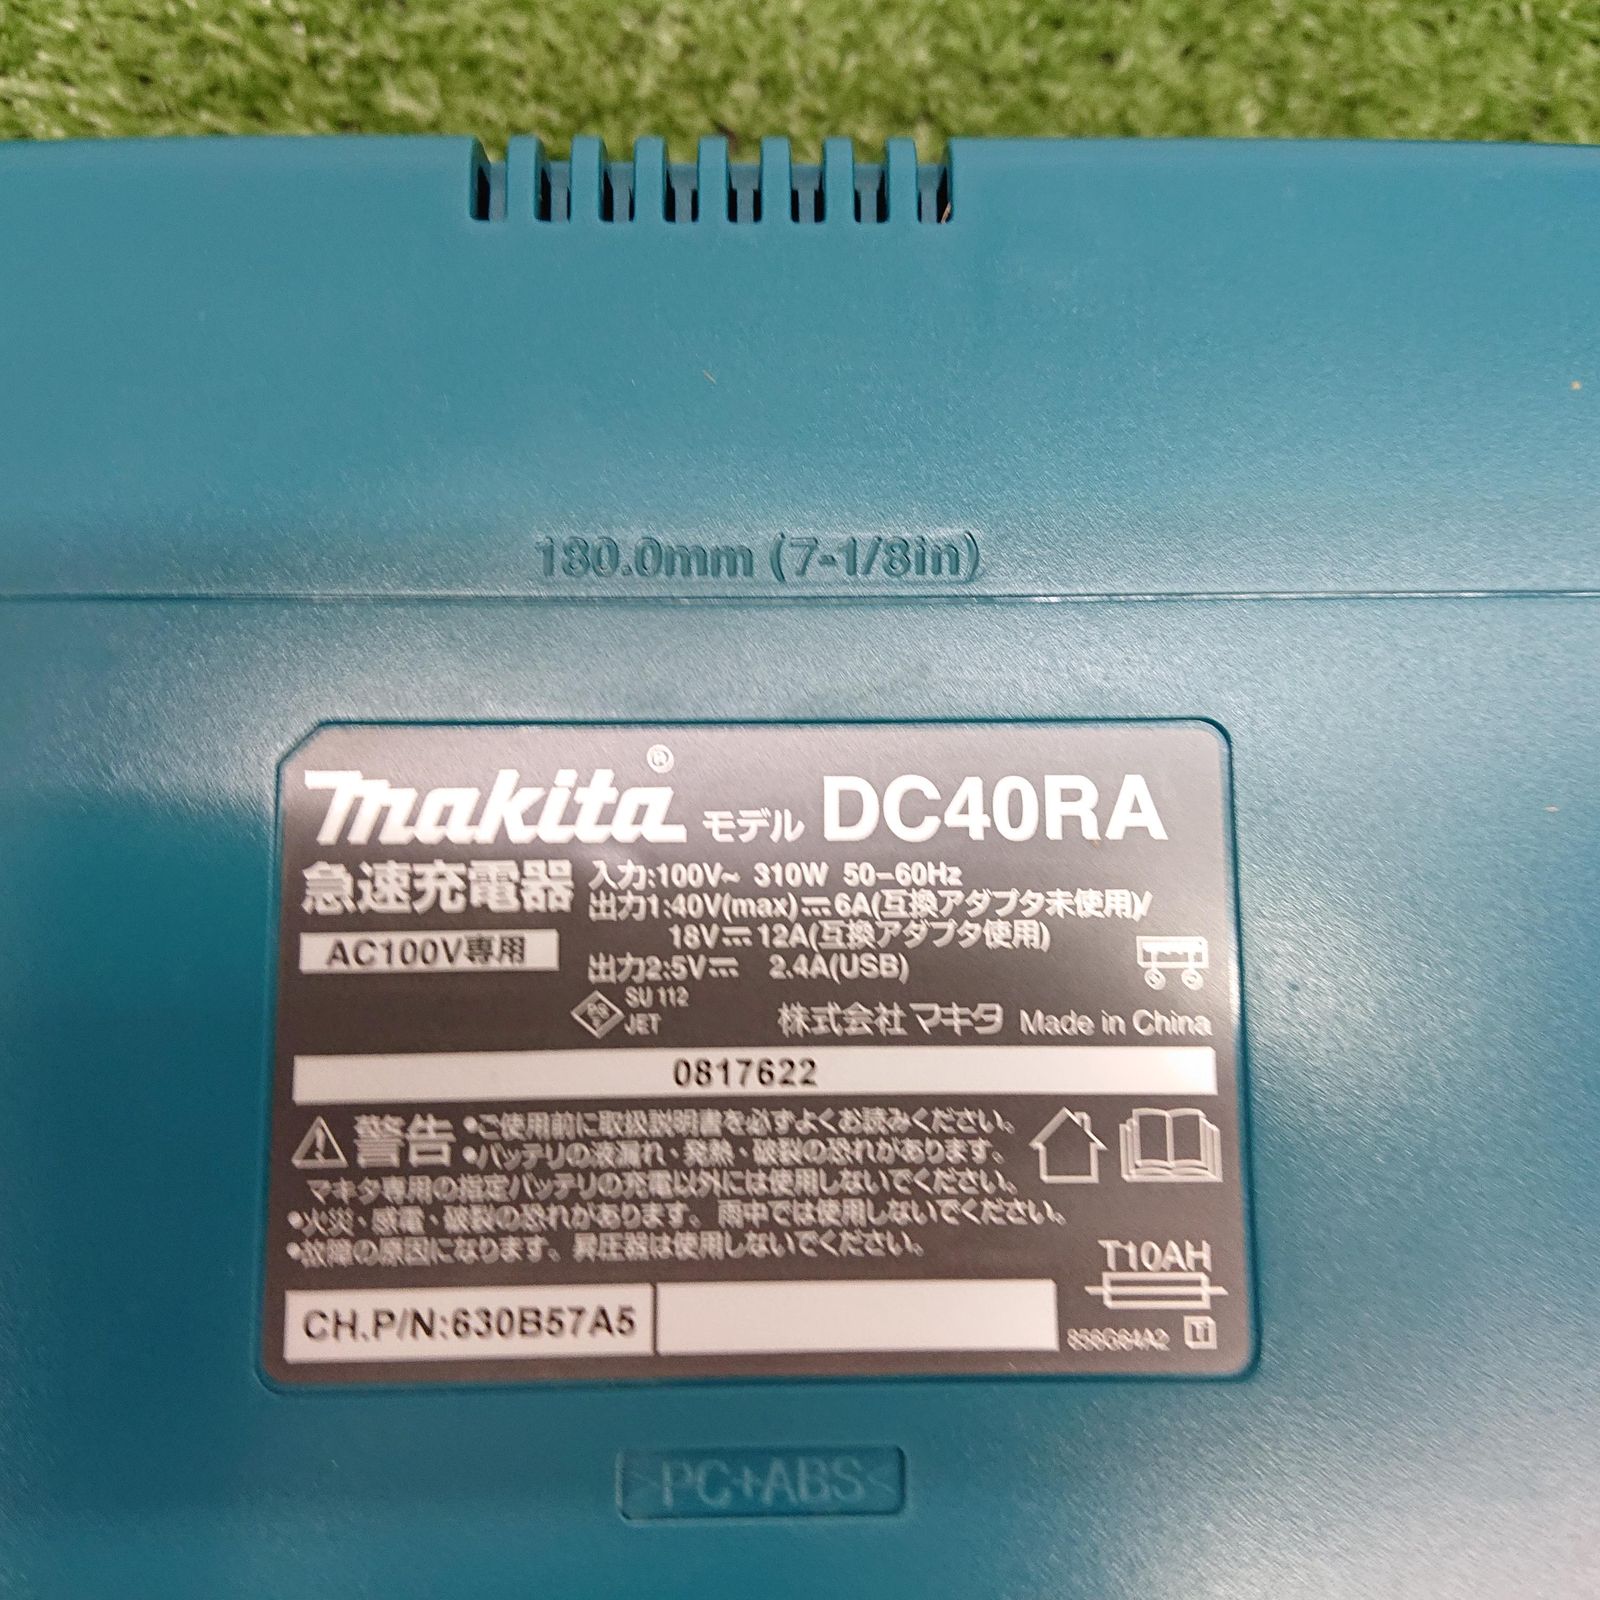 180.0mm (7-1/8in)
makita® モデル DC40RA
急速充電器
AC100V専用
入力:100V~ 310W 50-60Hz
出力1:40V(max)⎓6A(互換アダプタ未使用)/
18V⎓12A(互換アダプタ使用)
出力2:5V⎓ 2.4A(USB)
PS E SU 112
JET
株式会社マキタ Made in China
0817622
警告 •ご使用前に取扱説明書を必ずよくお読みください。
•バッテリの液漏れ・発熱・破裂の恐れがあります。
マキタ専用の指定バッテリの充電以外には使用しないでください。
•火災・感電・破裂の恐れがあります。雨中では使用しないでください。
•故障の原因になります。昇圧器は使用しないでください。
T10AH
CH.P/N:630B57A5
856G64A2 Ti
>PC+ABS<